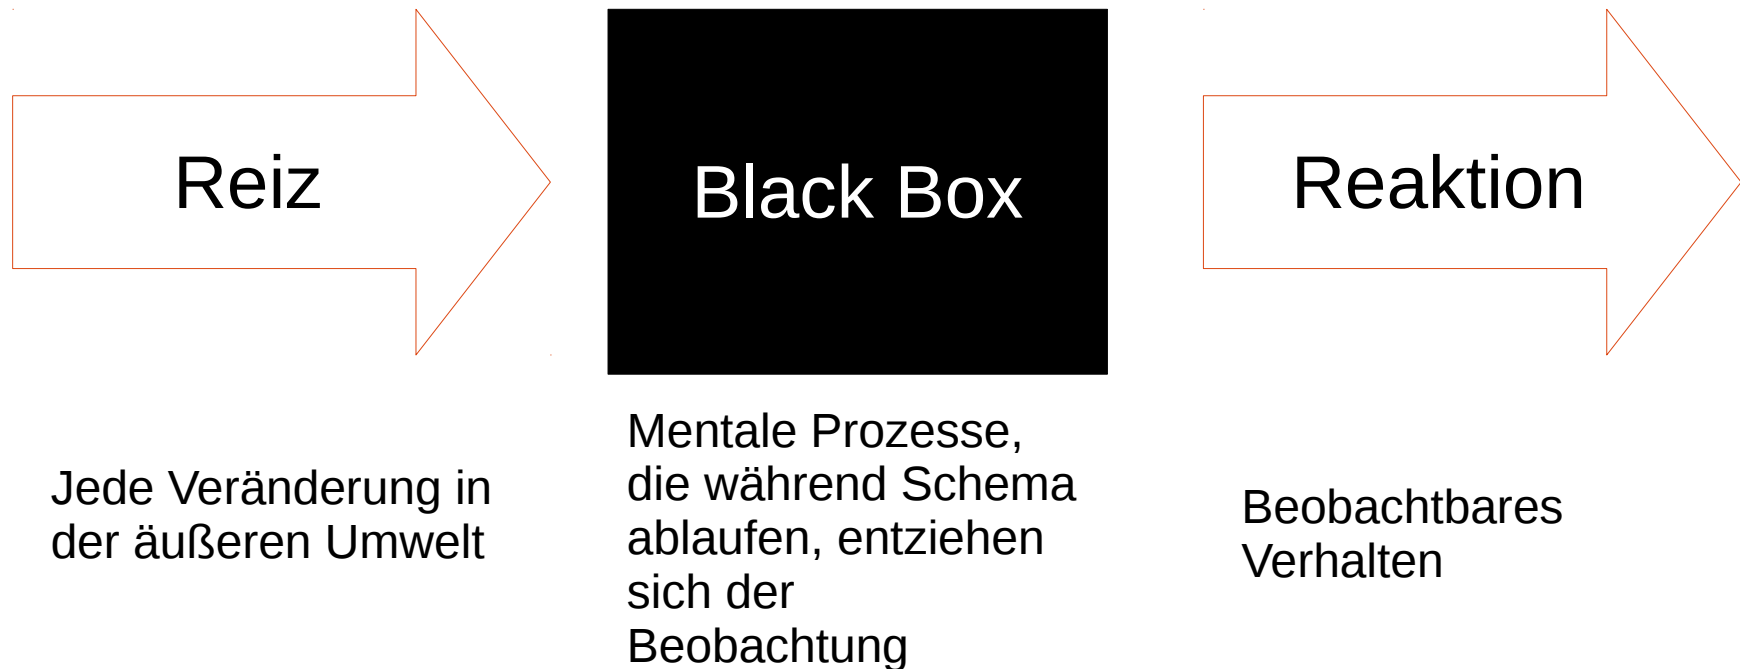 Reiz
Black Box
Reaktion
Jede Veränderung in
der äußeren Umwelt
Mentale Prozesse,
die während Schema
ablaufen, entziehen
sich der
Beobachtung
Beobachtbares
Verhalten